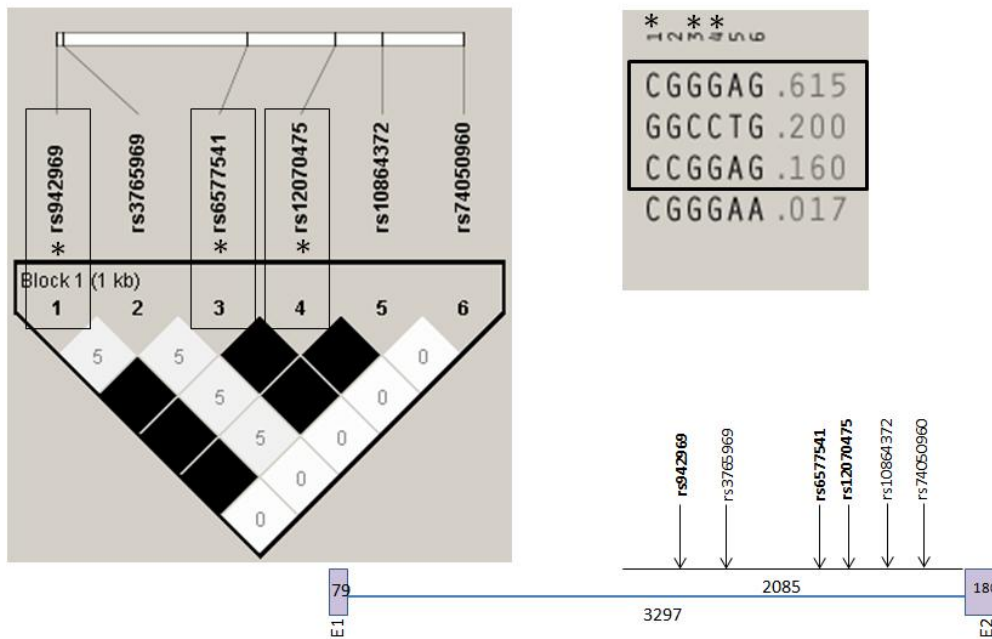 * rs942969
rs3765969
* rs6577541
* rs12070475
rs10864372
rs74050960
Block 1 (1 kb)
1 2 3 4 5 6
5 5 0
5 0
5 0
0
0
* * *
1 2 3 4 5 6
CGGGAG .615
GGCCTG .200
CCGGAG .160
CGGGAA .017
rs942969
rs3765969
rs6577541
rs12070475
rs10864372
rs74050960
79
2085
180
3297
E1
E2